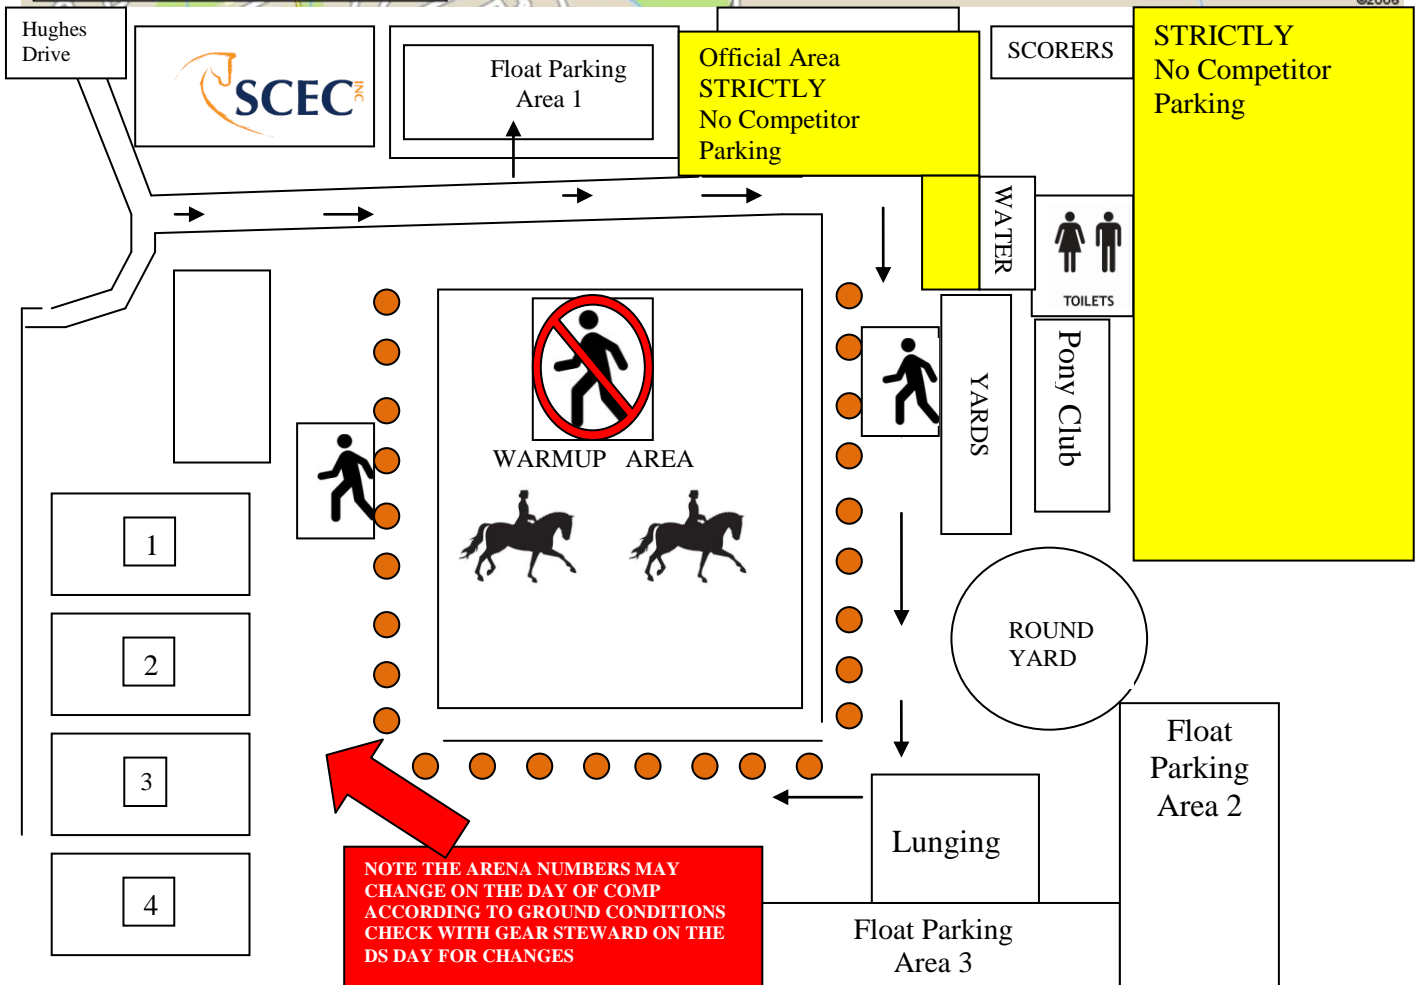 ©2006
Hughes
Drive
SCEC INC
Float Parking
Area 1
Official Area
STRICTLY
No Competitor
Parking
SCORERS
STRICTLY
No Competitor
Parking
WATER
TOILETS
WARMUP AREA
YARDS
Pony Club
1
2
3
4
ROUND
YARD
Float
Parking
Area 2
Lunging
NOTE THE ARENA NUMBERS MAY
CHANGE ON THE DAY OF COMP
ACCORDING TO GROUND CONDITIONS
CHECK WITH GEAR STEWARD ON THE
DS DAY FOR CHANGES
Float Parking
Area 3